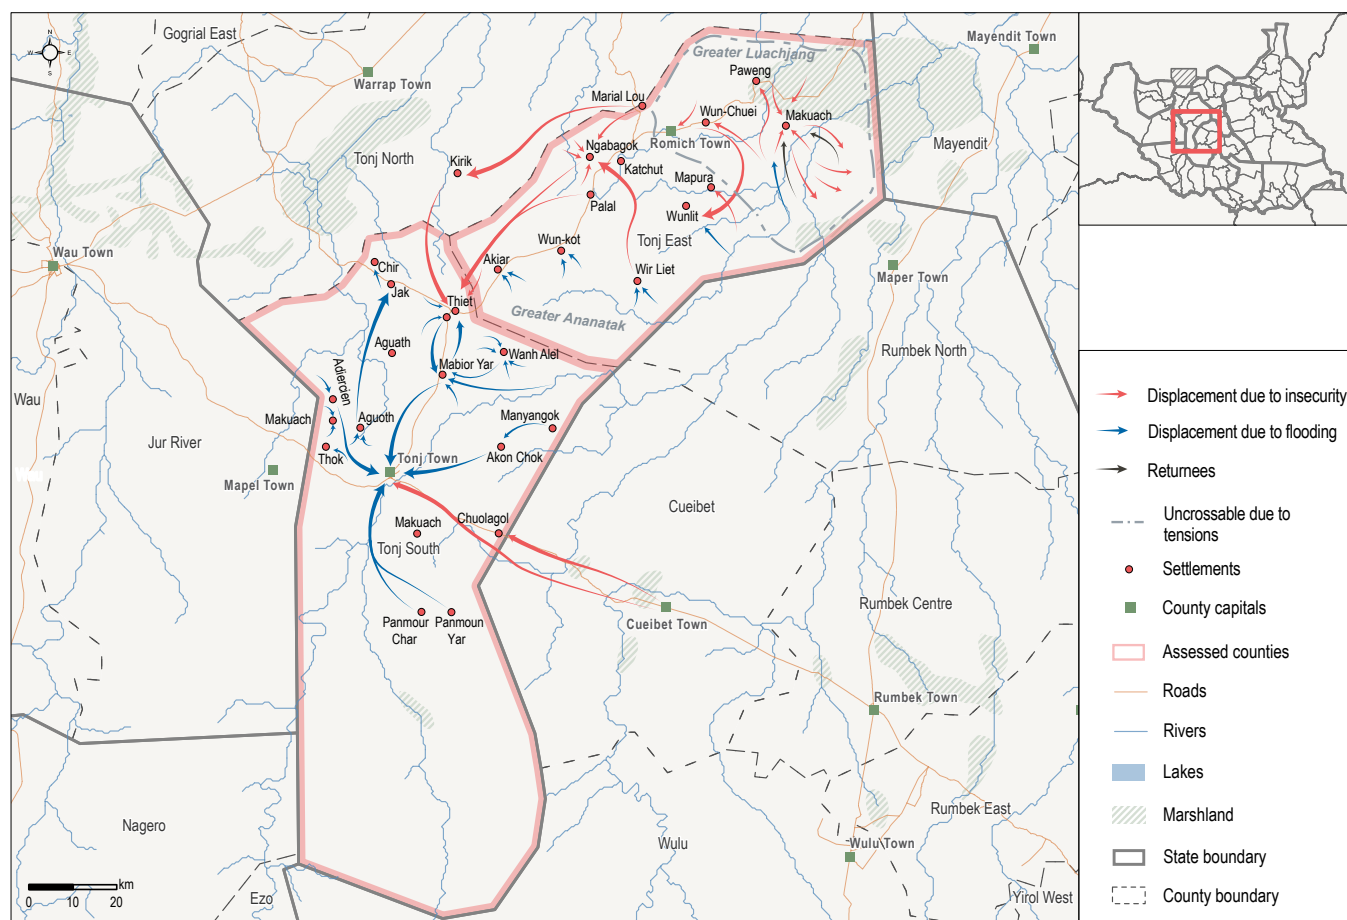 Gogrial East
Mayendit Town
N
W
E
S
Greater Luachjang
Paweng
Warrap Town
Marial Lou
Wun-Chuei
Makuach
Romich Town
Tonj North
Kirik
Ngabagok
Katchut
Mayendit
Mapura
Palal
Wunlit
Tonj East
Wun-kot
Wau Town
Chir
Akiar
Maper Town
Jak
Wir Liet
Thiet
Greater Ananatak
Aguath
Wanh Alel
Rumbek North
Mabior Yar
Adiercien
Wau
Makuach
Aguoth
Manyangok
Jur River
Thok
Tonj Town
Akon Chok
Mapel Town
Wau
Cueibet
Makuach
Chuolagol
Tonj South
Rumbek Centre
Panmour
Char
Panmoun
Yar
Cueibet Town
Rumbek Town
Nagero
Rumbek East
Wulu
Wulu Town
km
0
10
20
Ezo
Yirol West
Displacement due to insecurity
Displacement due to flooding
Returnees
Uncrossable due to
tensions
Settlements
County capitals
Assessed counties
Roads
Rivers
Lakes
Marshland
State boundary
County boundary